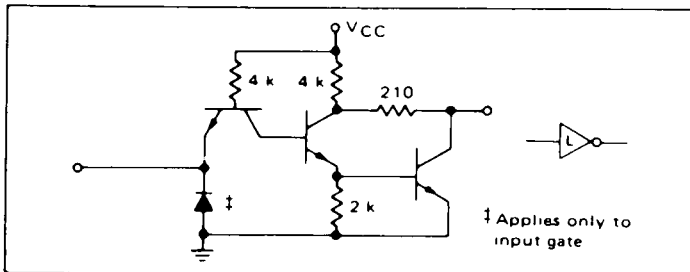 VCC
4 k
4 k
210
L
‡
2 k
‡ Applies only to
input gate